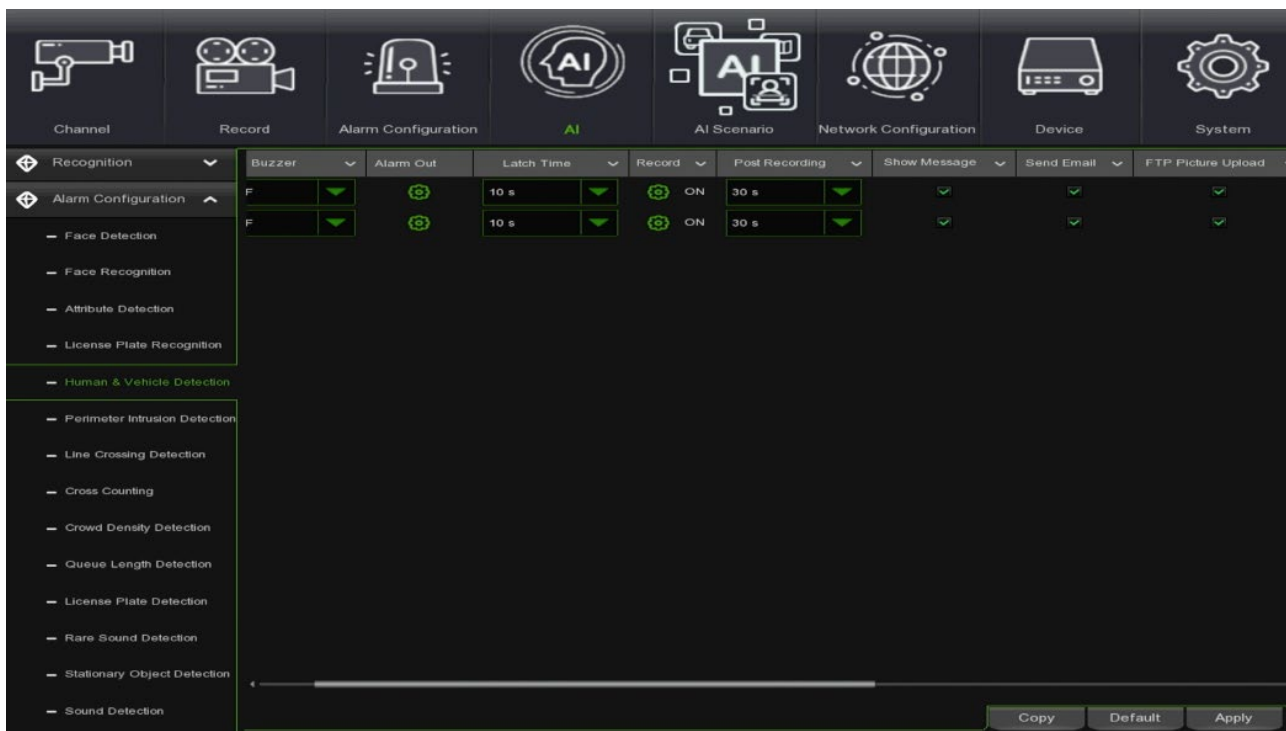 AI
AI
Channel
Record
Alarm Configuration
AI
AI Scenario
Network Configuration
Device
System
Recognition
Buzzer
Alarm Out
Latch Time
Record
Post Recording
Show Message
Send Email
FTP Picture Upload
Alarm Configuration
F
10 s
ON
30 s
F
10 s
ON
30 s
Face Detection
Face Recognition
Attribute Detection
License Plate Recognition
Human & Vehicle Detection
Perimeter Intrusion Detection
Line Crossing Detection
Cross Counting
Crowd Density Detection
Queue Length Detection
License Plate Detection
Rare Sound Detection
Stationary Object Detection
Sound Detection
Copy
Default
Apply